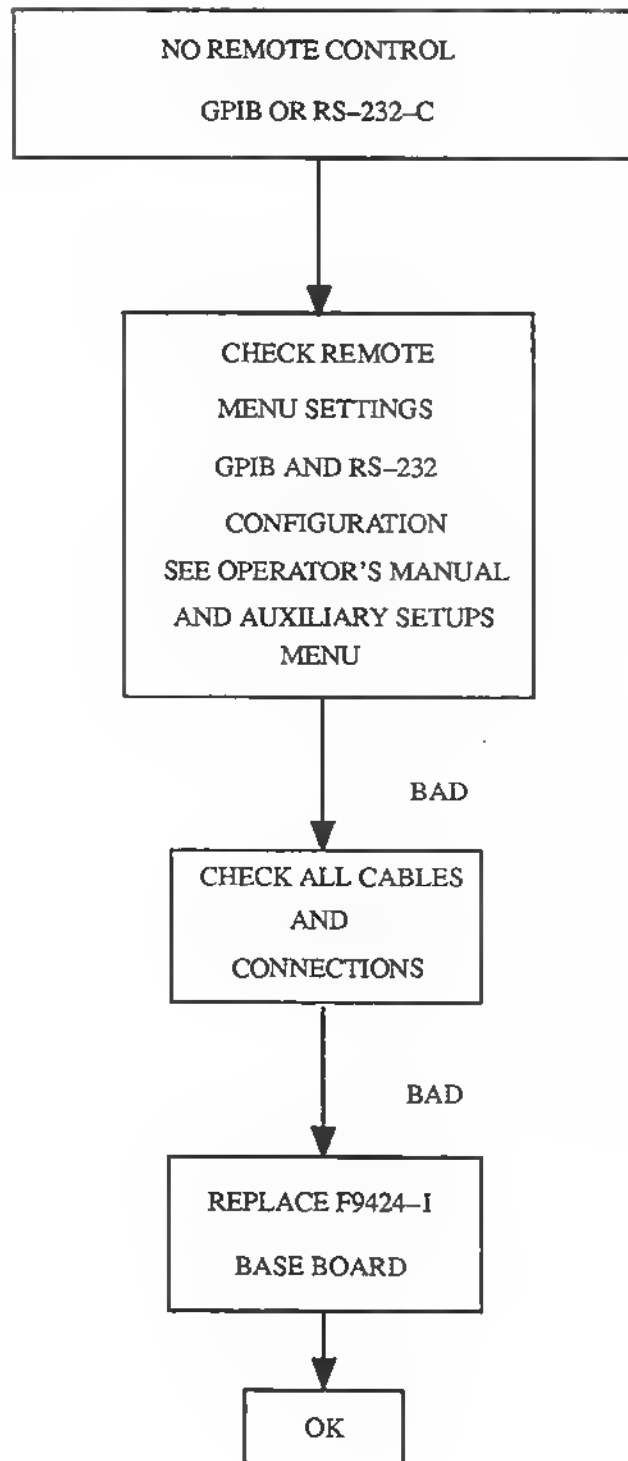 NO REMOTE CONTROL
GPIB OR RS–232–C
CHECK REMOTE
MENU SETTINGS
GPIB AND RS–232
CONFIGURATION
SEE OPERATOR'S MANUAL
AND AUXILIARY SETUPS
MENU
BAD
CHECK ALL CABLES
AND
CONNECTIONS
BAD
REPLACE F9424–I
BASE BOARD
OK